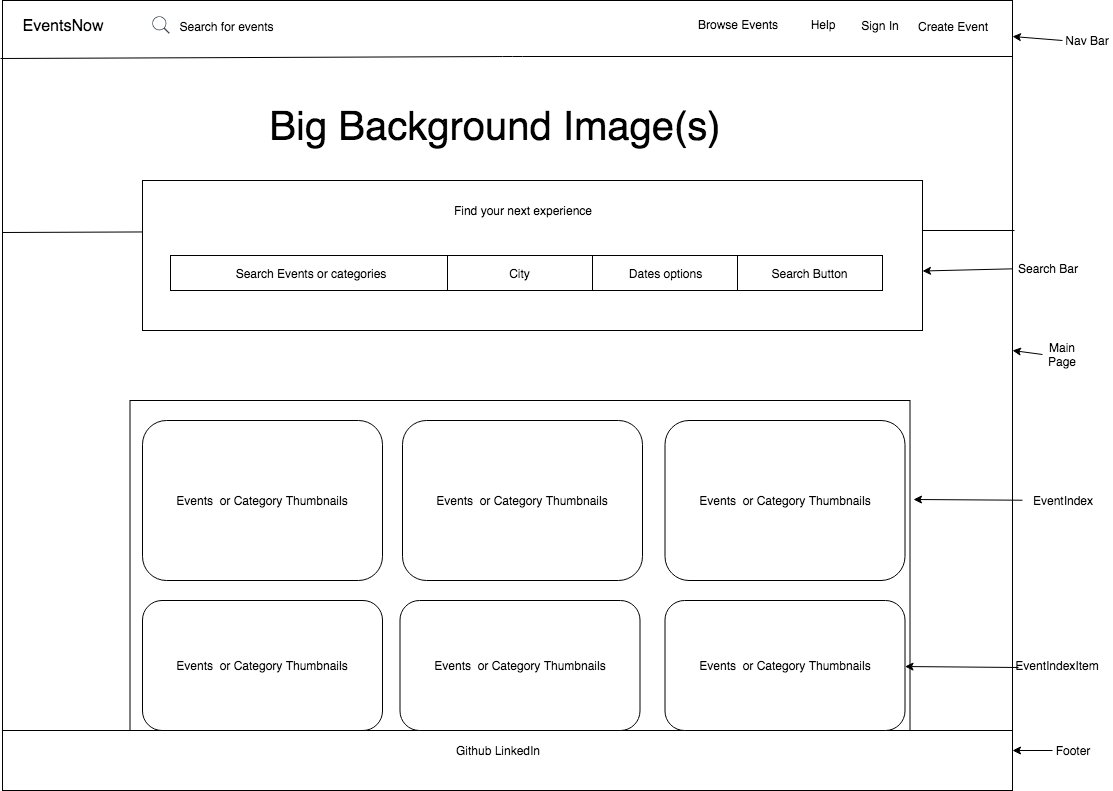 EventsNow
Search for events
Browse Events
Help
Sign In
Create Event
Nav Bar
Big Background Image(s)
Find your next experience
Search Events or categories
City
Dates options
Search Button
Search Bar
Main
Page
Events or Category Thumbnails
Events or Category Thumbnails
Events or Category Thumbnails
EventIndex
Events or Category Thumbnails
Events or Category Thumbnails
Events or Category Thumbnails
EventIndexItem
Github LinkedIn
Footer